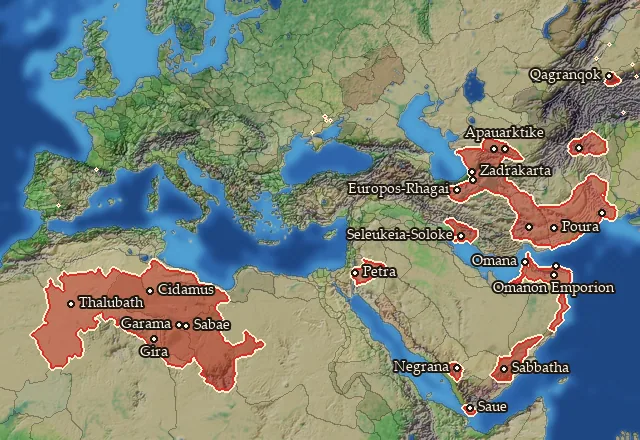 Qagranqok
Apauarktike
Zadrakarta
Europos-Rhagai
Poura
Seleukeia-Soloke
Omana
Petra
Omanon Emporion
Cidamus
Thalubath
Garama
Sabae
Gira
Negrana
Sabbatha
Saue